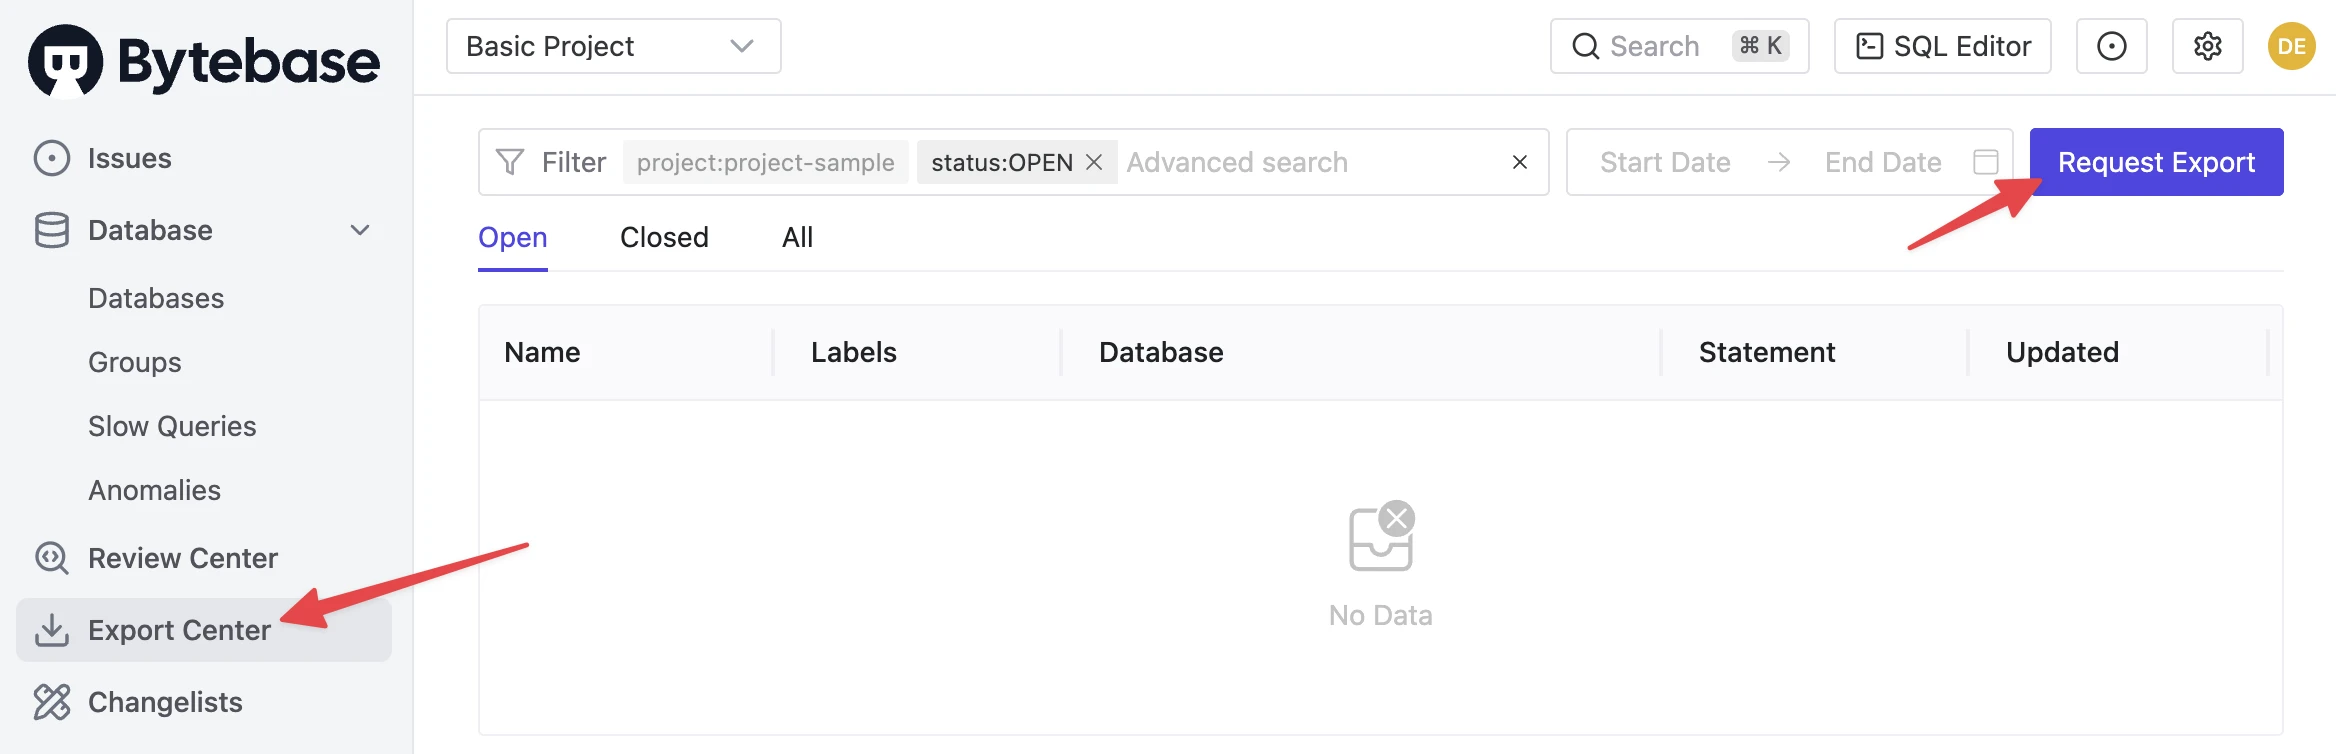 Bytebase
Basic Project
Search ⌘ K
SQL Editor
DE
Issues
Database
Databases
Groups
Slow Queries
Anomalies
Review Center
Export Center
Changelists
Filter project:project-sample status:OPEN Advanced search
Start Date → End Date
Request Export
Open Closed All
Name Labels Database Statement Updated
No Data